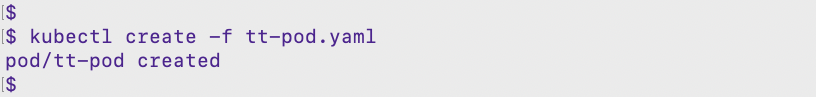 [$
[$ kubectl create -f tt-pod.yaml
pod/tt-pod created
[$